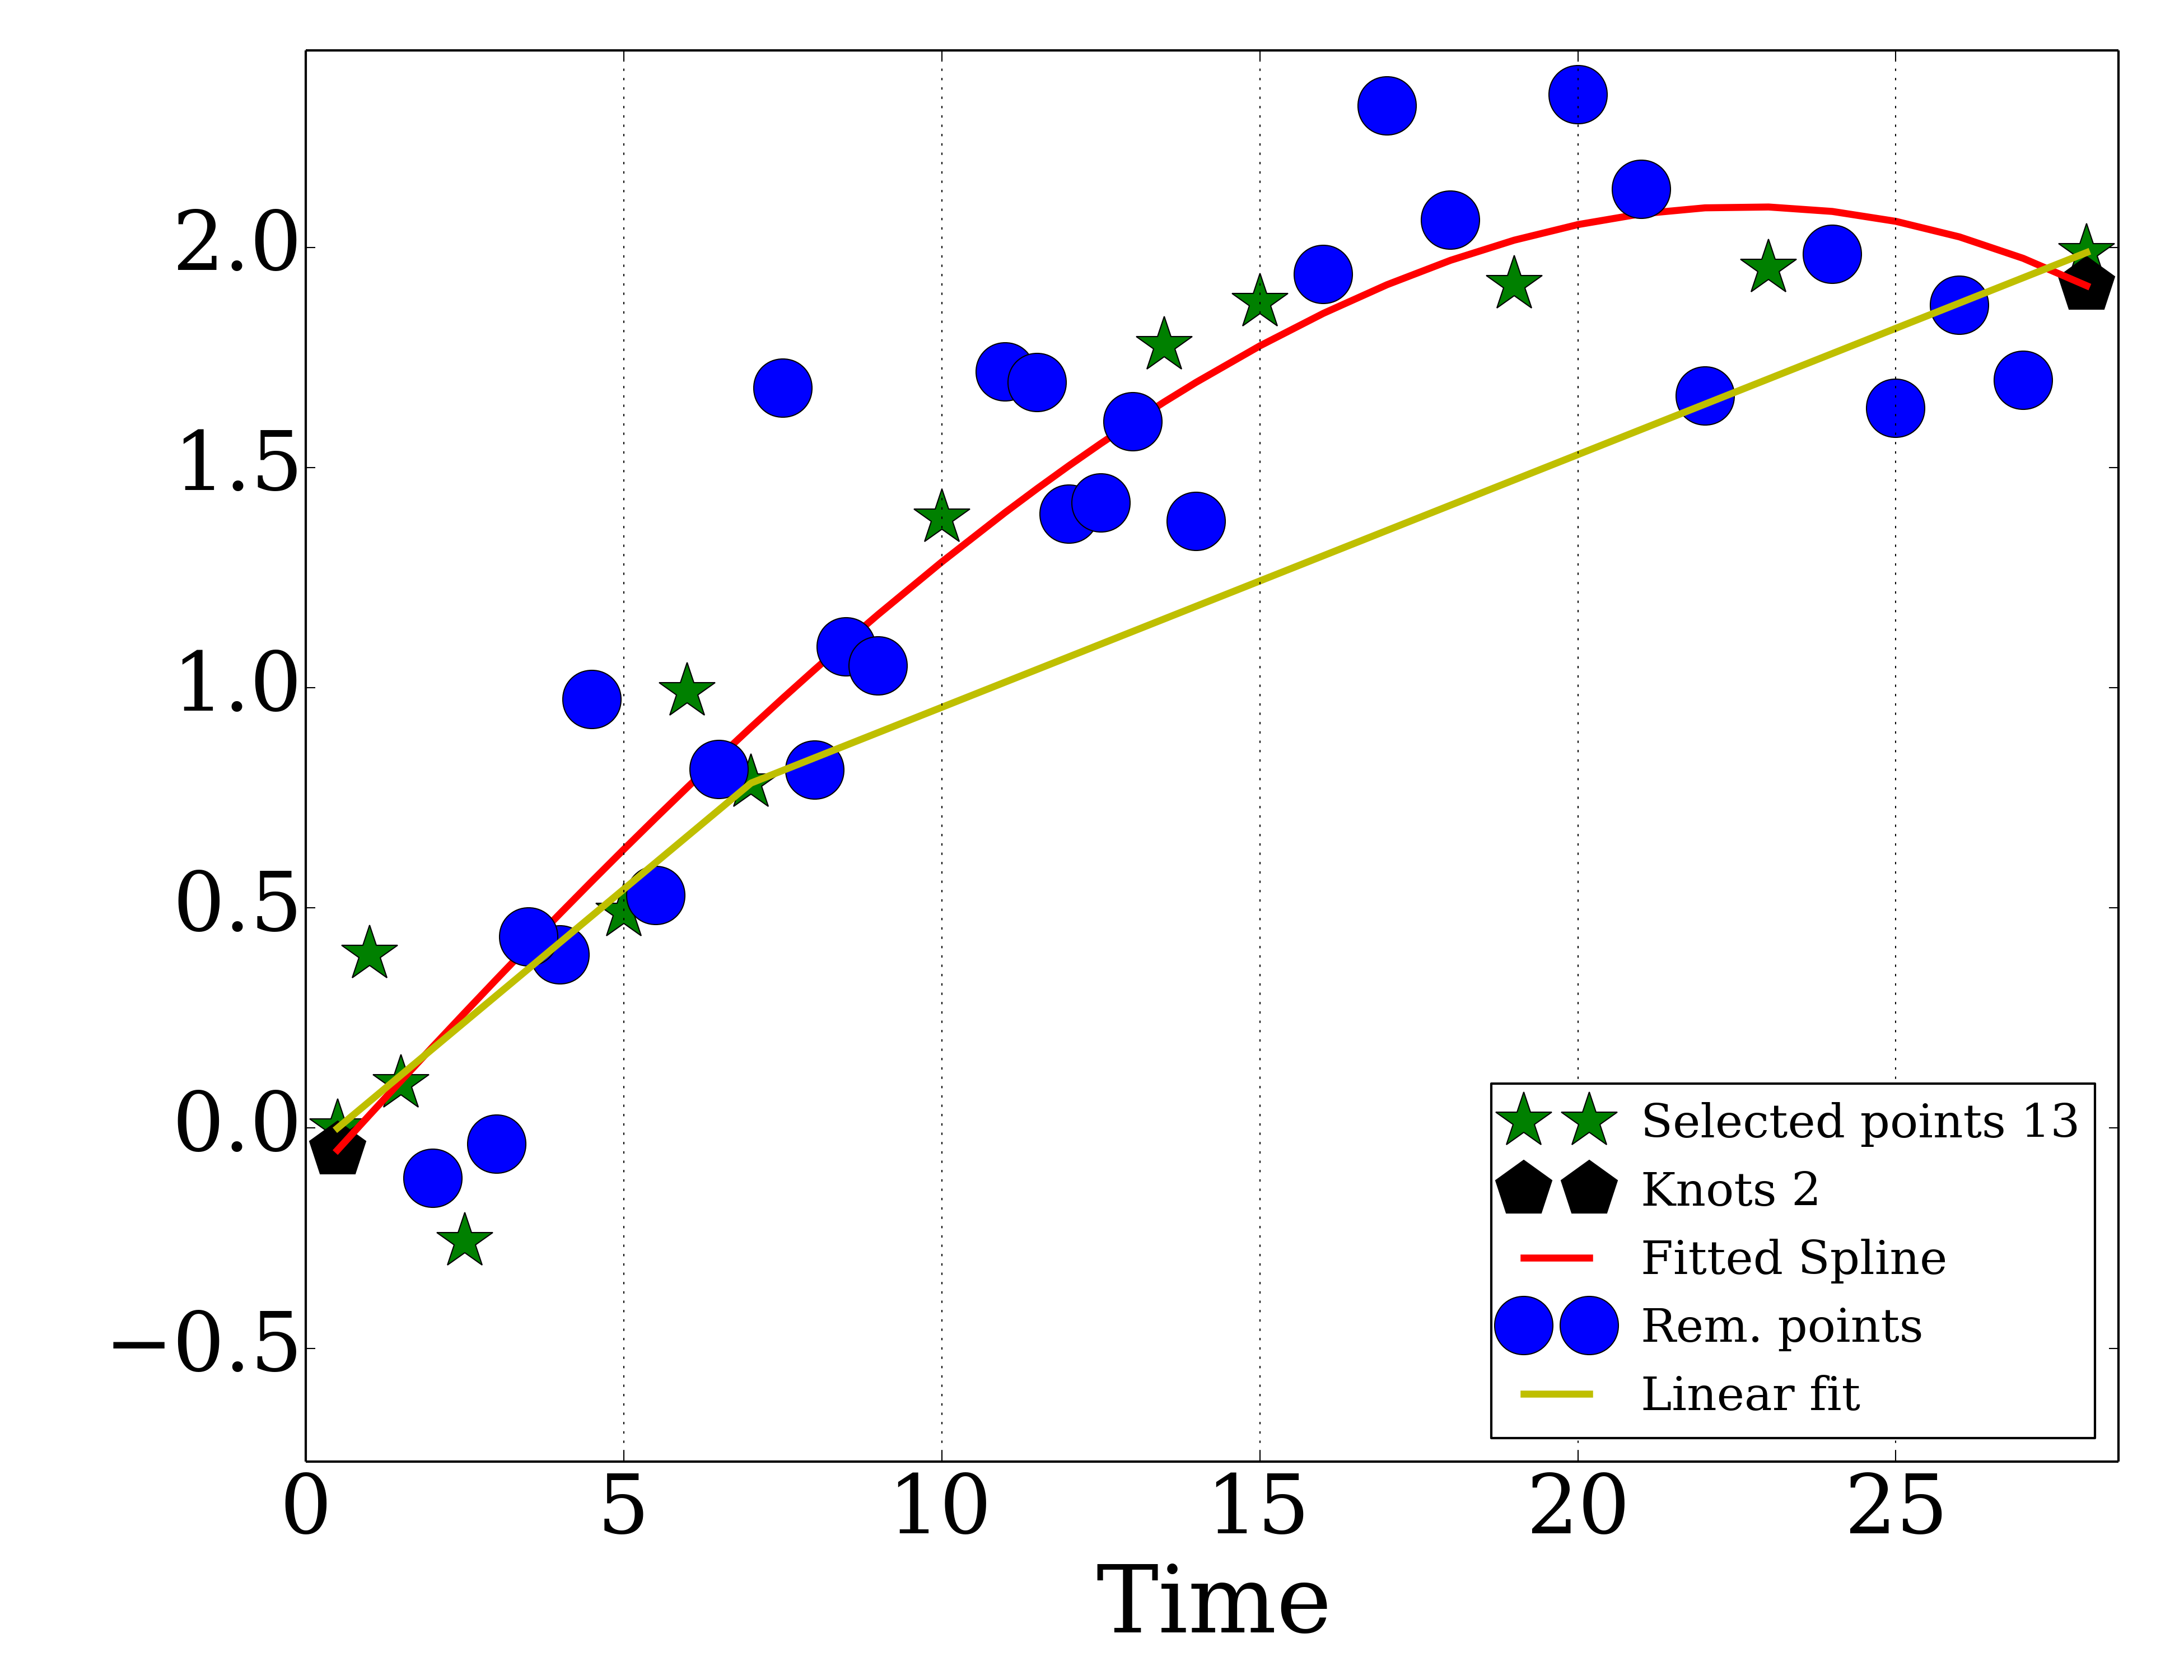 2.0
1.5
1.0
0.5
0.0
−0.5
0 5 10 15 20 25
Time
Selected points 13
Knots 2
Fitted Spline
Rem. points
Linear fit